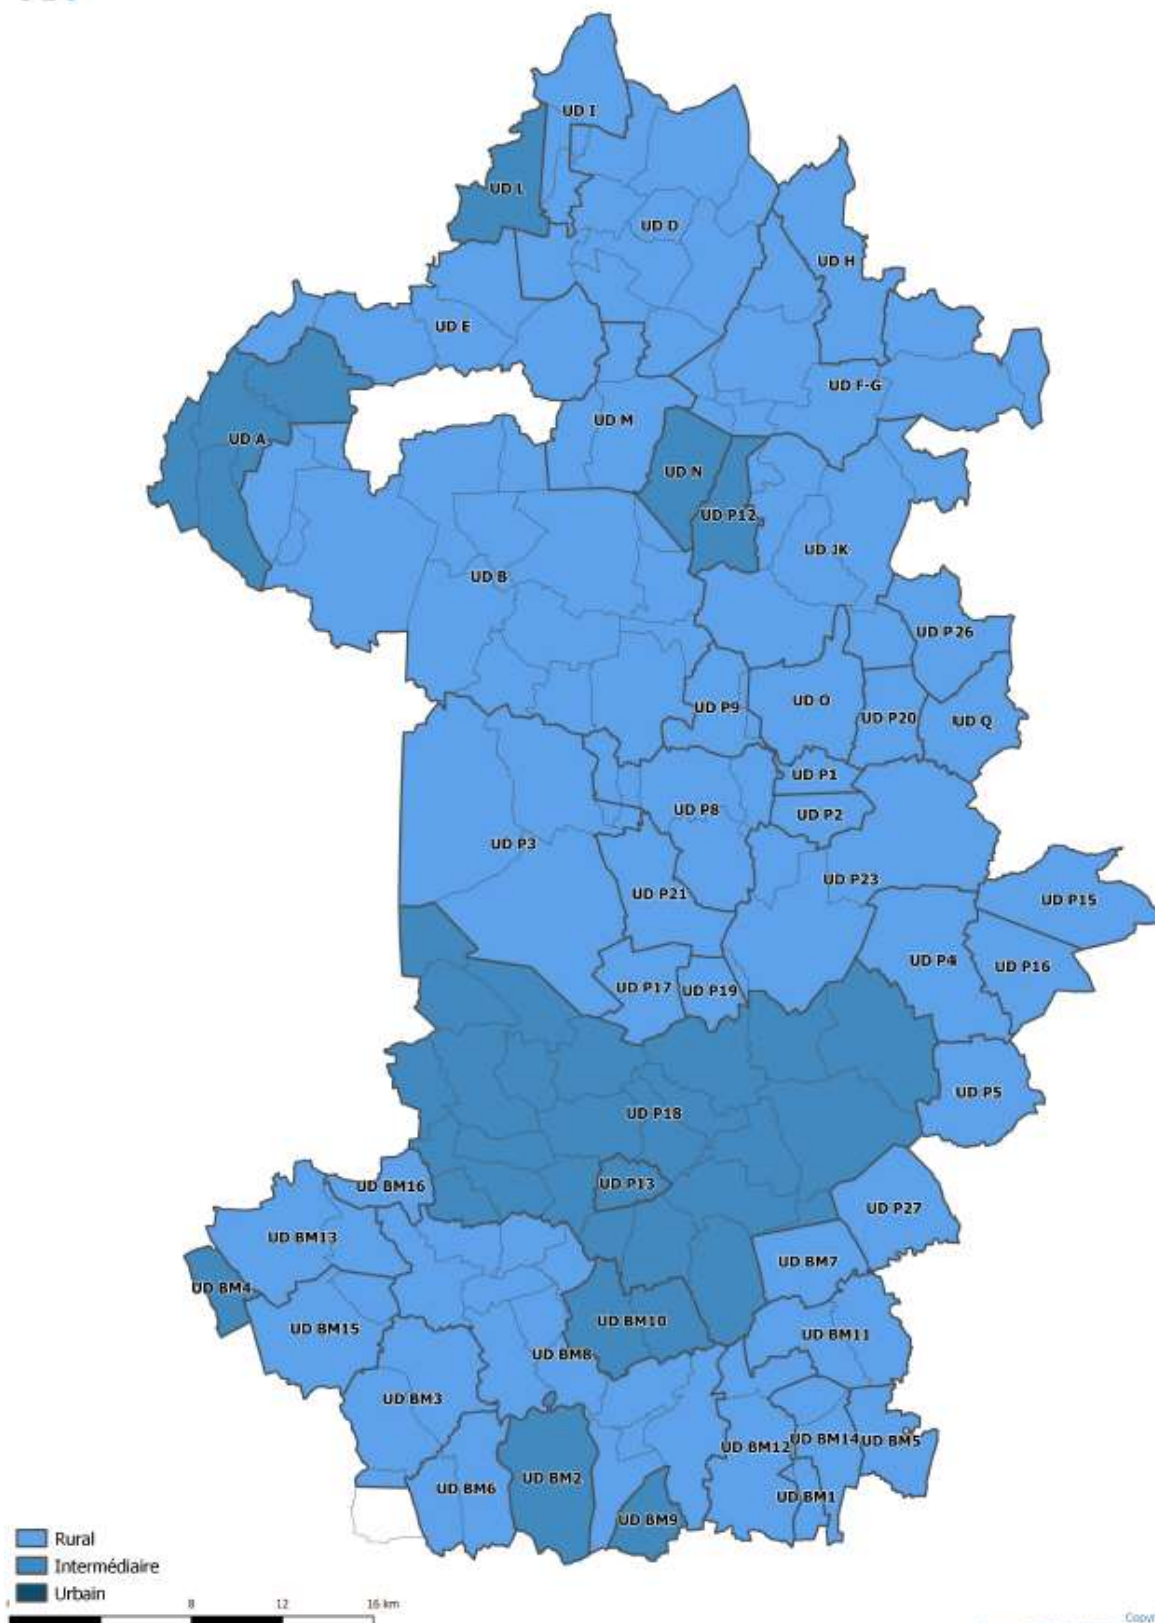 UD I
UD L
UD D
UD H
UD E
UD F-G
UD M
UD A
UD N
UD P12
UD JK
UD B
UD P26
UD O
UD P9
UD P20
UD Q
UD P1
UD P8
UD P2
UD P3
UD P23
UD P21
UD P15
UD P4
UD P16
UD P17
UD P19
UD P5
UD P18
UD P13
UD BM16
UD P27
UD BM13
UD BM7
UD BM4
UD BM10
UD BM15
UD BM11
UD BM8
UD BM3
UD BM12
UD BM14
UD BM5
UD BM2
UD BM6
UD BM1
UD BM9
Rural
Intermédiaire
Urbain
8 12 16 km